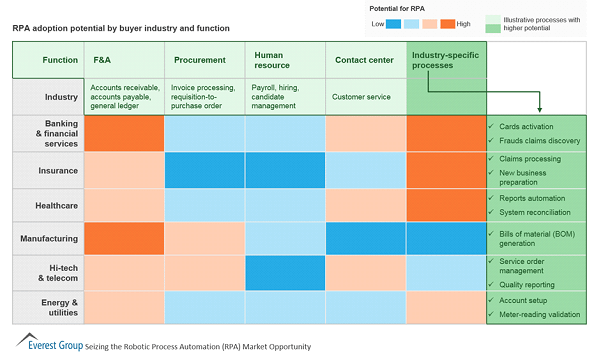 Potential for RPA
RPA adoption potential by buyer industry and function
Low
High
Illustrative processes with
higher potential
Function
F&A
Procurement
Human
resource
Contact center
Industry-specific
processes
Industry
Accounts receivable,
accounts payable,
general ledger
Invoice processing,
requisition-to-
purchase order
Payroll, hiring,
candidate
management
Customer service
Banking
& financial
services
✓ Cards activation
✓ Frauds claims discovery
Insurance
✓ Claims processing
✓ New business
preparation
Healthcare
✓ Reports automation
✓ System reconciliation
Manufacturing
✓ Bills of material (BOM)
generation
Hi-tech
& telecom
✓ Service order
management
✓ Quality reporting
Energy &
utilities
✓ Account setup
✓ Meter-reading validation
Everest Group Seizing the Robotic Process Automation (RPA) Market Opportunity